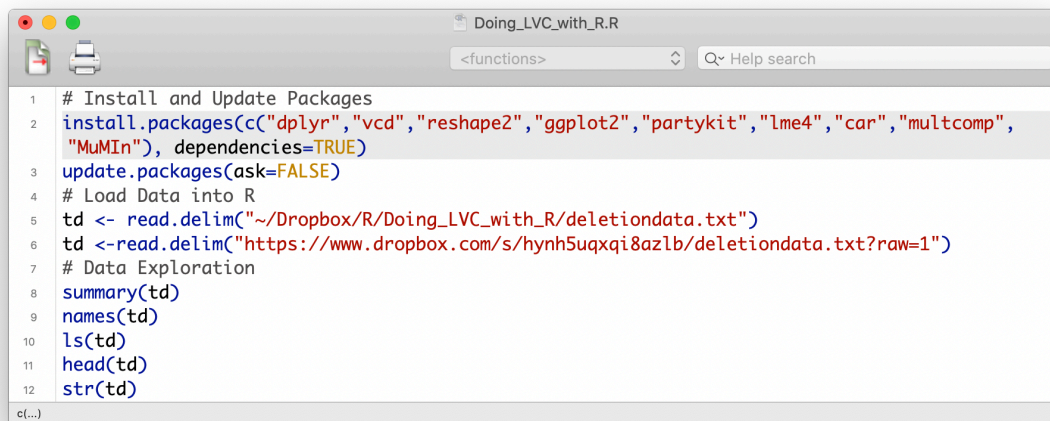 Doing_LVC_with_R.R
<functions>
Help search
1 # Install and Update Packages
2 install.packages(c("dplyr","vcd","reshape2","ggplot2","partykit","lme4","car","multcomp",
"MuMIn"), dependencies=TRUE)
3 update.packages(ask=FALSE)
4 # Load Data into R
5 td <- read.delim("~/Dropbox/R/Doing_LVC_with_R/deletiondata.txt")
6 td <-read.delim("https://www.dropbox.com/s/hynh5uqxqi8azlb/deletiondata.txt?raw=1")
7 # Data Exploration
8 summary(td)
9 names(td)
10 ls(td)
11 head(td)
12 str(td)
c(...)